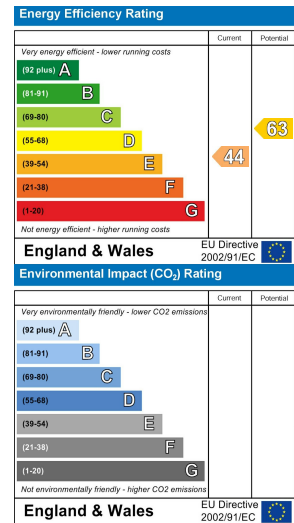 Energy Efficiency Rating
Current Potential
Very energy efficient - lower running costs
(92 plus) A
(81-91) B
(69-80) C
(55-68) D
(39-54) E
(21-38) F
(1-20) G
44
63
Not energy efficient - higher running costs
England & Wales
EU Directive
2002/91/EC
Environmental Impact (CO₂) Rating
Current Potential
Very environmentally friendly - lower CO2 emissions
(92 plus) A
(81-91) B
(69-80) C
(55-68) D
(39-54) E
(21-38) F
(1-20) G
Not environmentally friendly - higher CO2 emissions
England & Wales
EU Directive
2002/91/EC